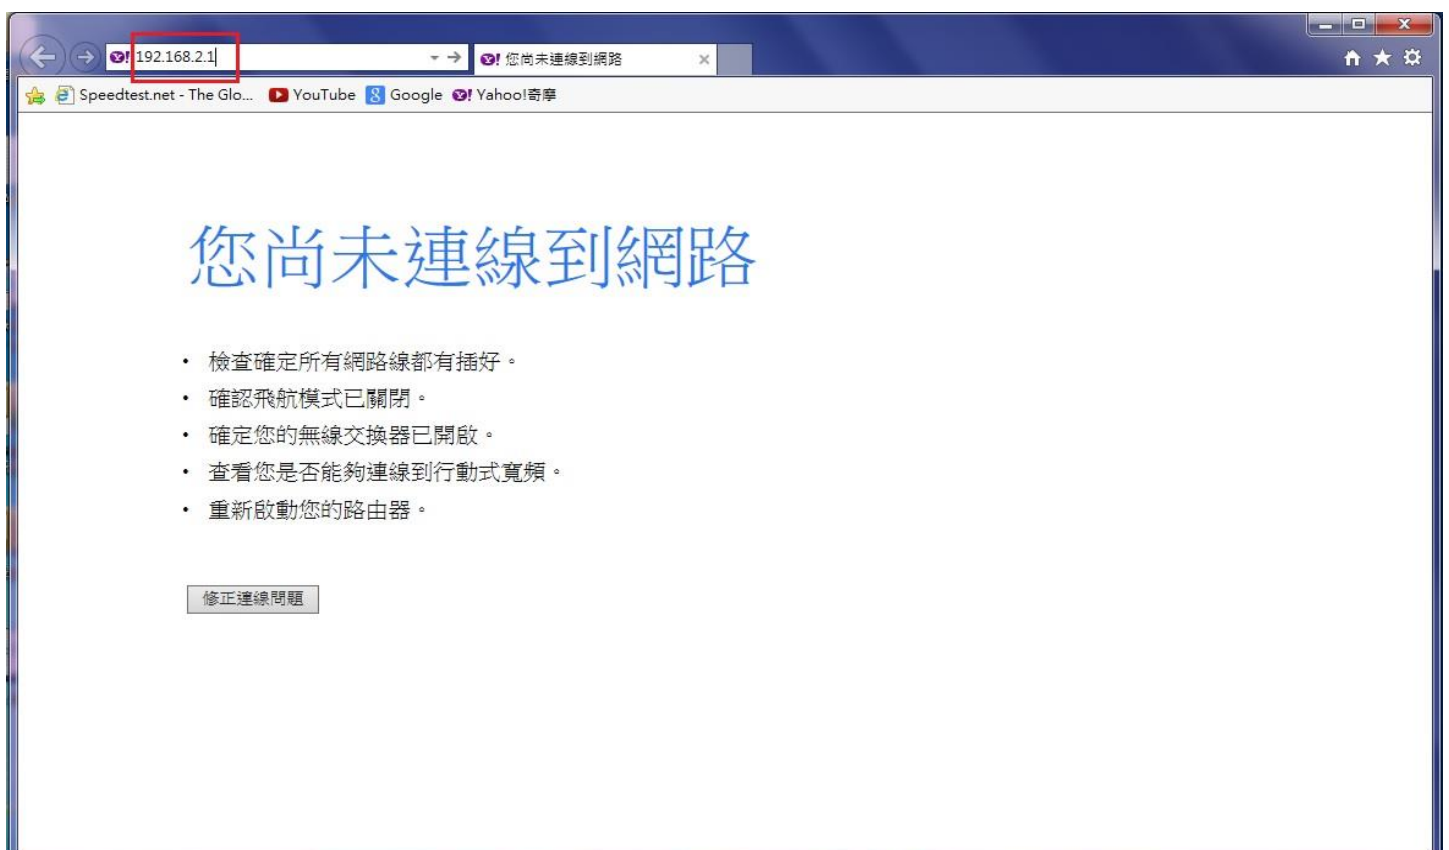 192.168.2.1
您尚未連線到網路
Speedtest.net - The Glo... YouTube Google Yahoo!奇摩
您尚未連線到網路
• 檢查確定所有網路線都有插好。
• 確認飛航模式已關閉。
• 確定您的無線交換器已開啟。
• 查看您是否能夠連線到行動式寬頻。
• 重新啟動您的路由器。
修正連線問題